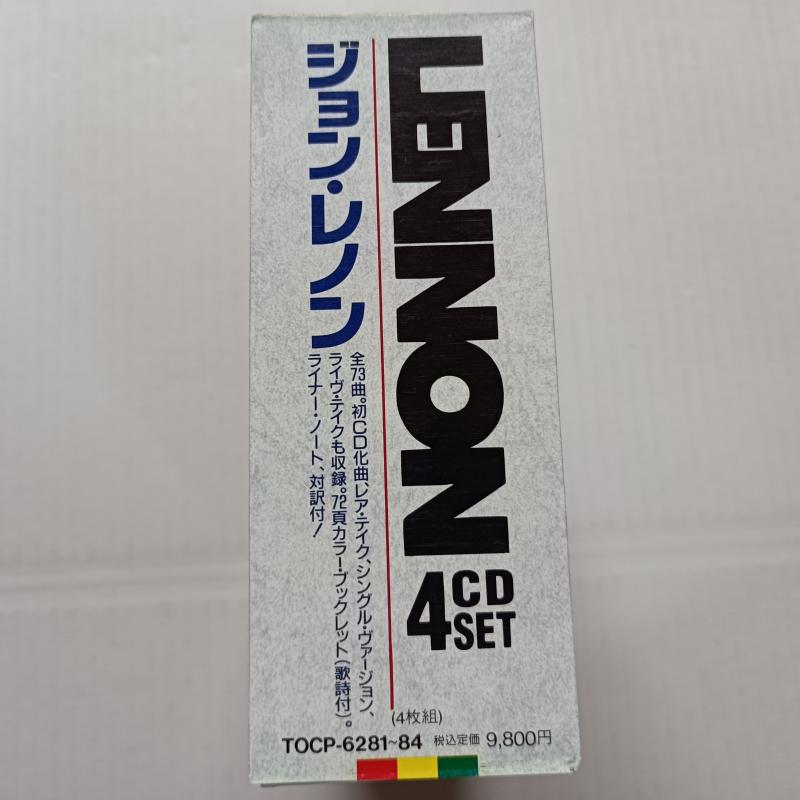 LENNON
4CD SET
(4枚組)
ジョン・レノン
全73曲。初CD化曲、レア・テイク、シングル・ヴァージョン、
ライヴ・テイクも収録。72頁カラー・ブックレット(歌詩付)。
ライナー・ノート、対訳付!
TOCP-6281~84 税込定価 9,800円